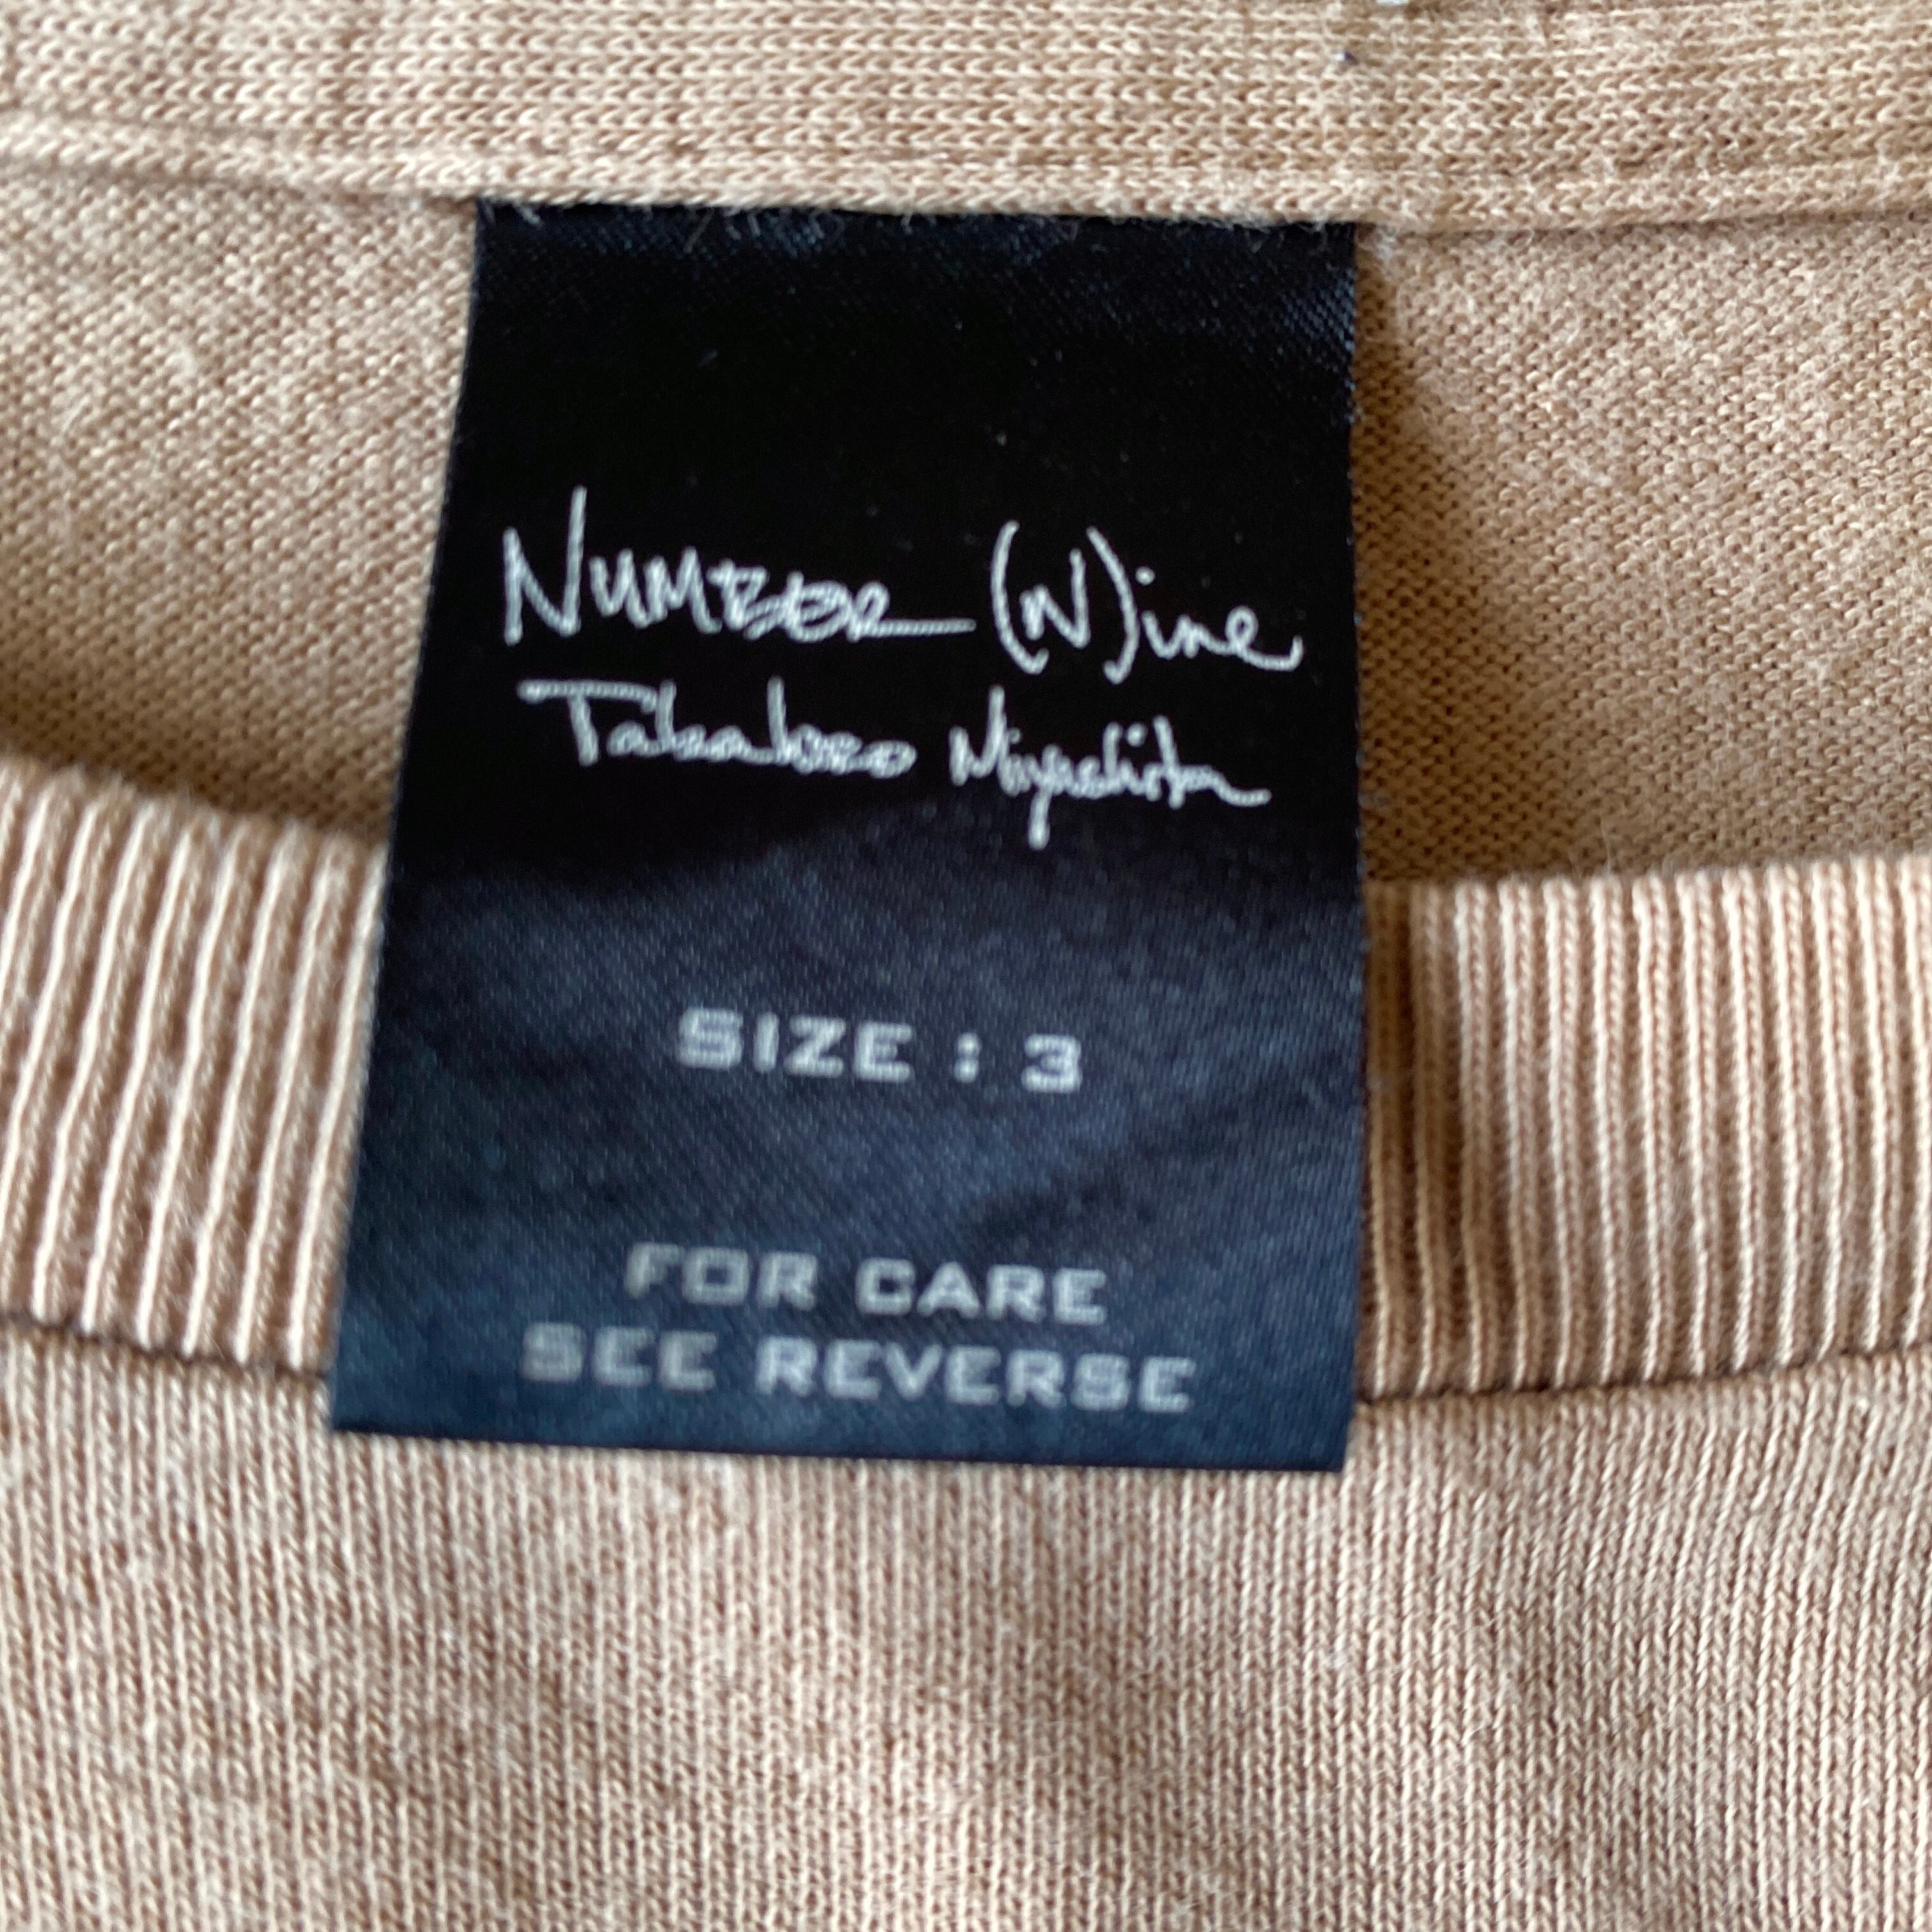 NUMBER (N)ine
Takahiro Miyashita
SIZE : 3
FOR CARE
SEE REVERSE